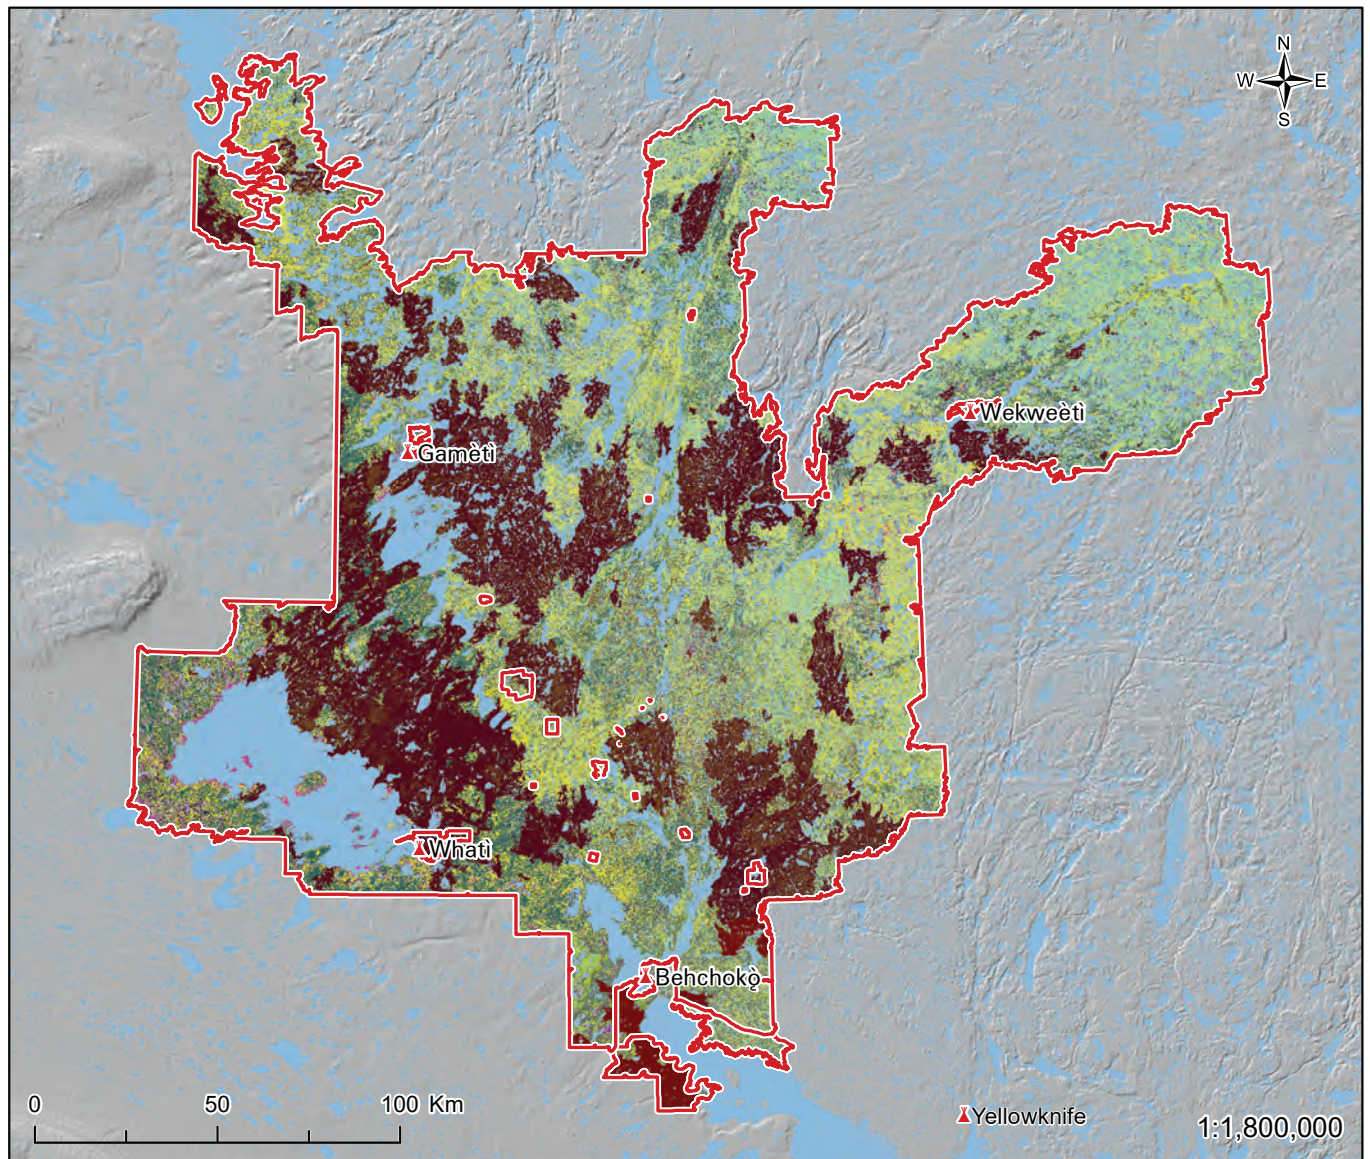 N
W E
S
Wekweètì
Gamètì
Whatì
Behchokǫ̀
0 50 100 Km
Yellowknife
1:1,800,000